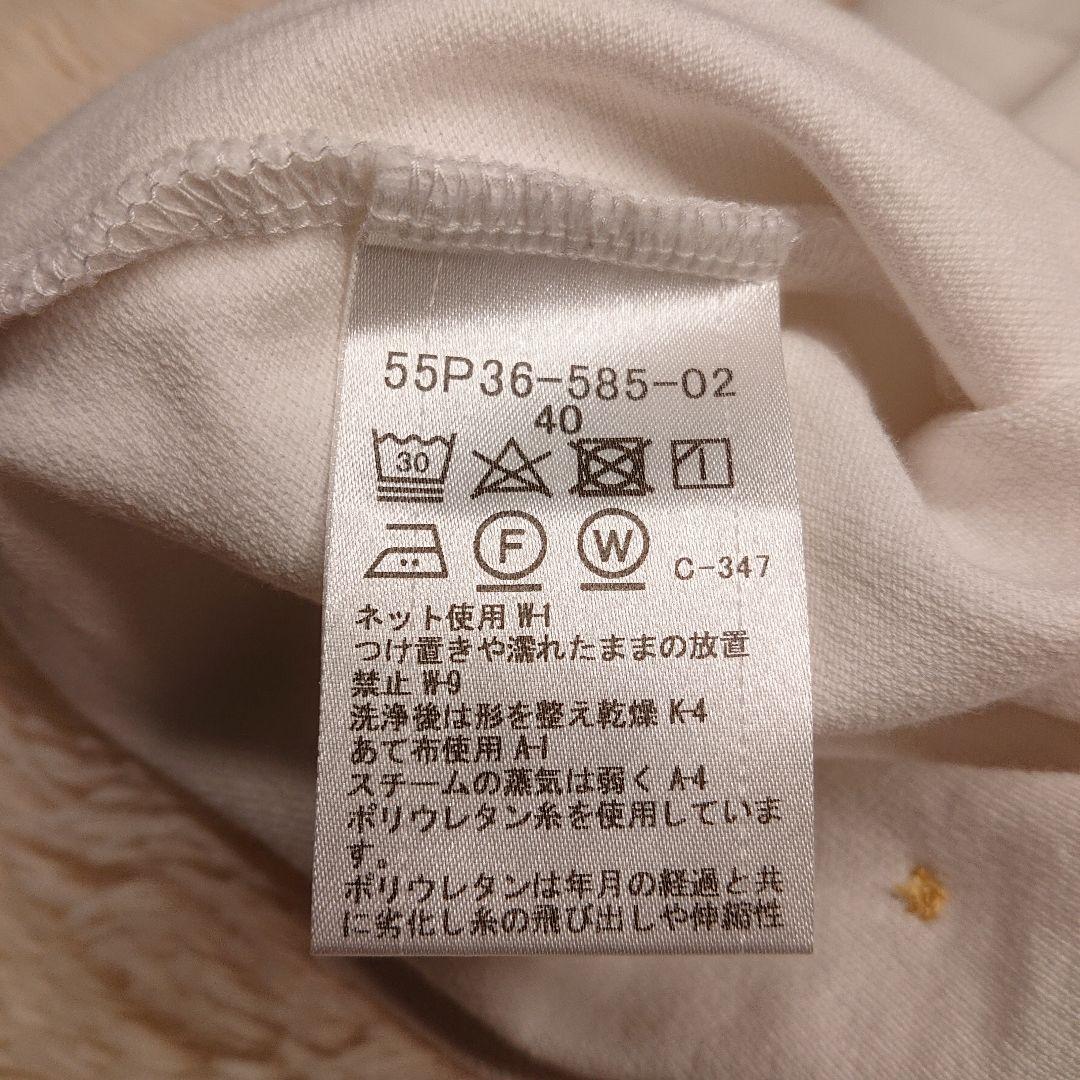 55P36-585-02
40
30
F W C-347
ネット使用 W-1
つけ置きや濡れたままの放置
禁止 W-9
洗浄後は形を整え乾燥 K-4
あて布使用 A-1
スチームの蒸気は弱く A-4
ポリウレタン糸を使用していま
す。
ポリウレタンは年月の経過と共
に劣化し糸の飛び出しや伸縮性